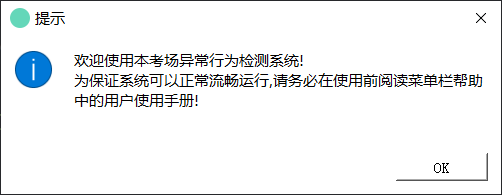 提示
欢迎使用本考场异常行为检测系统!
为保证系统可以正常流畅运行,请务必在使用前阅读菜单栏帮助
中的用户使用手册!
OK